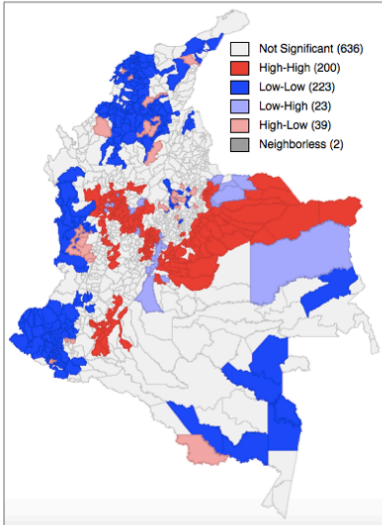 Not Significant (636)
High-High (200)
Low-Low (223)
Low-High (23)
High-Low (39)
Neighborless (2)